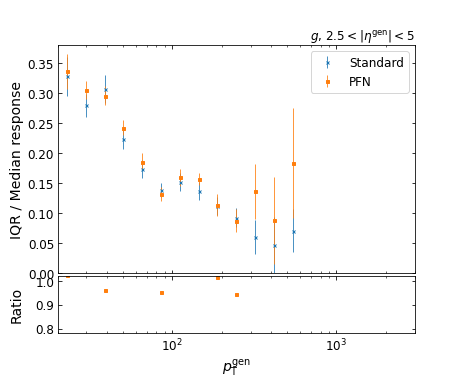 g, 2.5 < |η^gen| < 5
IQR / Median response
0.35
0.30
0.25
0.20
0.15
0.10
0.05
0.00
Standard
PFN
Ratio
1.0
0.9
0.8
10^2
10^3
p_T^gen